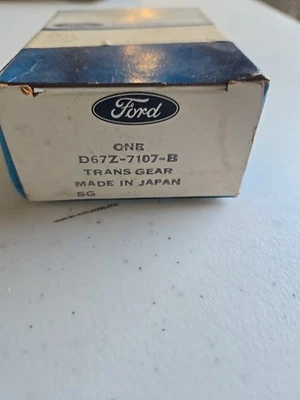 Ford
ONE
D67Z-7107-B
TRANS GEAR
MADE IN JAPAN
SG